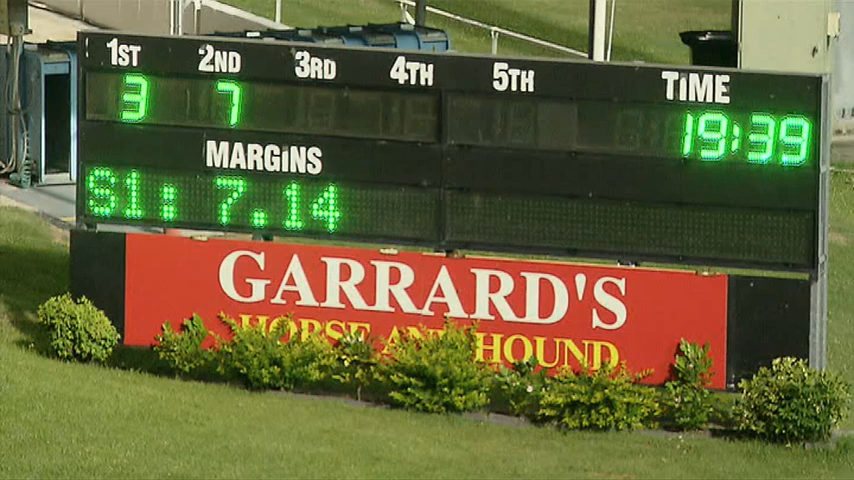 1ST 2ND 3RD 4TH 5TH TIME
3 7 19:39
MARGINS
S1: 7.14
GARRARD'S
HORSE AND HOUND